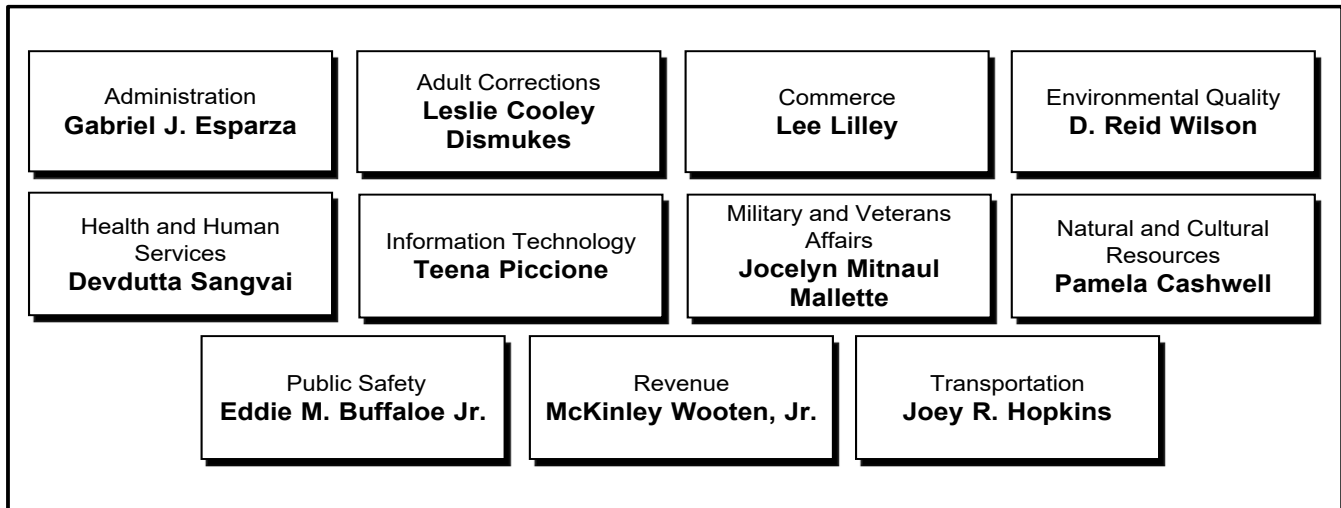 Administration
Gabriel J. Esparza
Adult Corrections
Leslie Cooley
Dismukes
Commerce
Lee Lilley
Environmental Quality
D. Reid Wilson
Health and Human
Services
Devdutta Sangvai
Information Technology
Teena Piccione
Military and Veterans
Affairs
Jocelyn Mitnaul
Mallette
Natural and Cultural
Resources
Pamela Cashwell
Public Safety
Eddie M. Buffaloe Jr.
Revenue
McKinley Wooten, Jr.
Transportation
Joey R. Hopkins